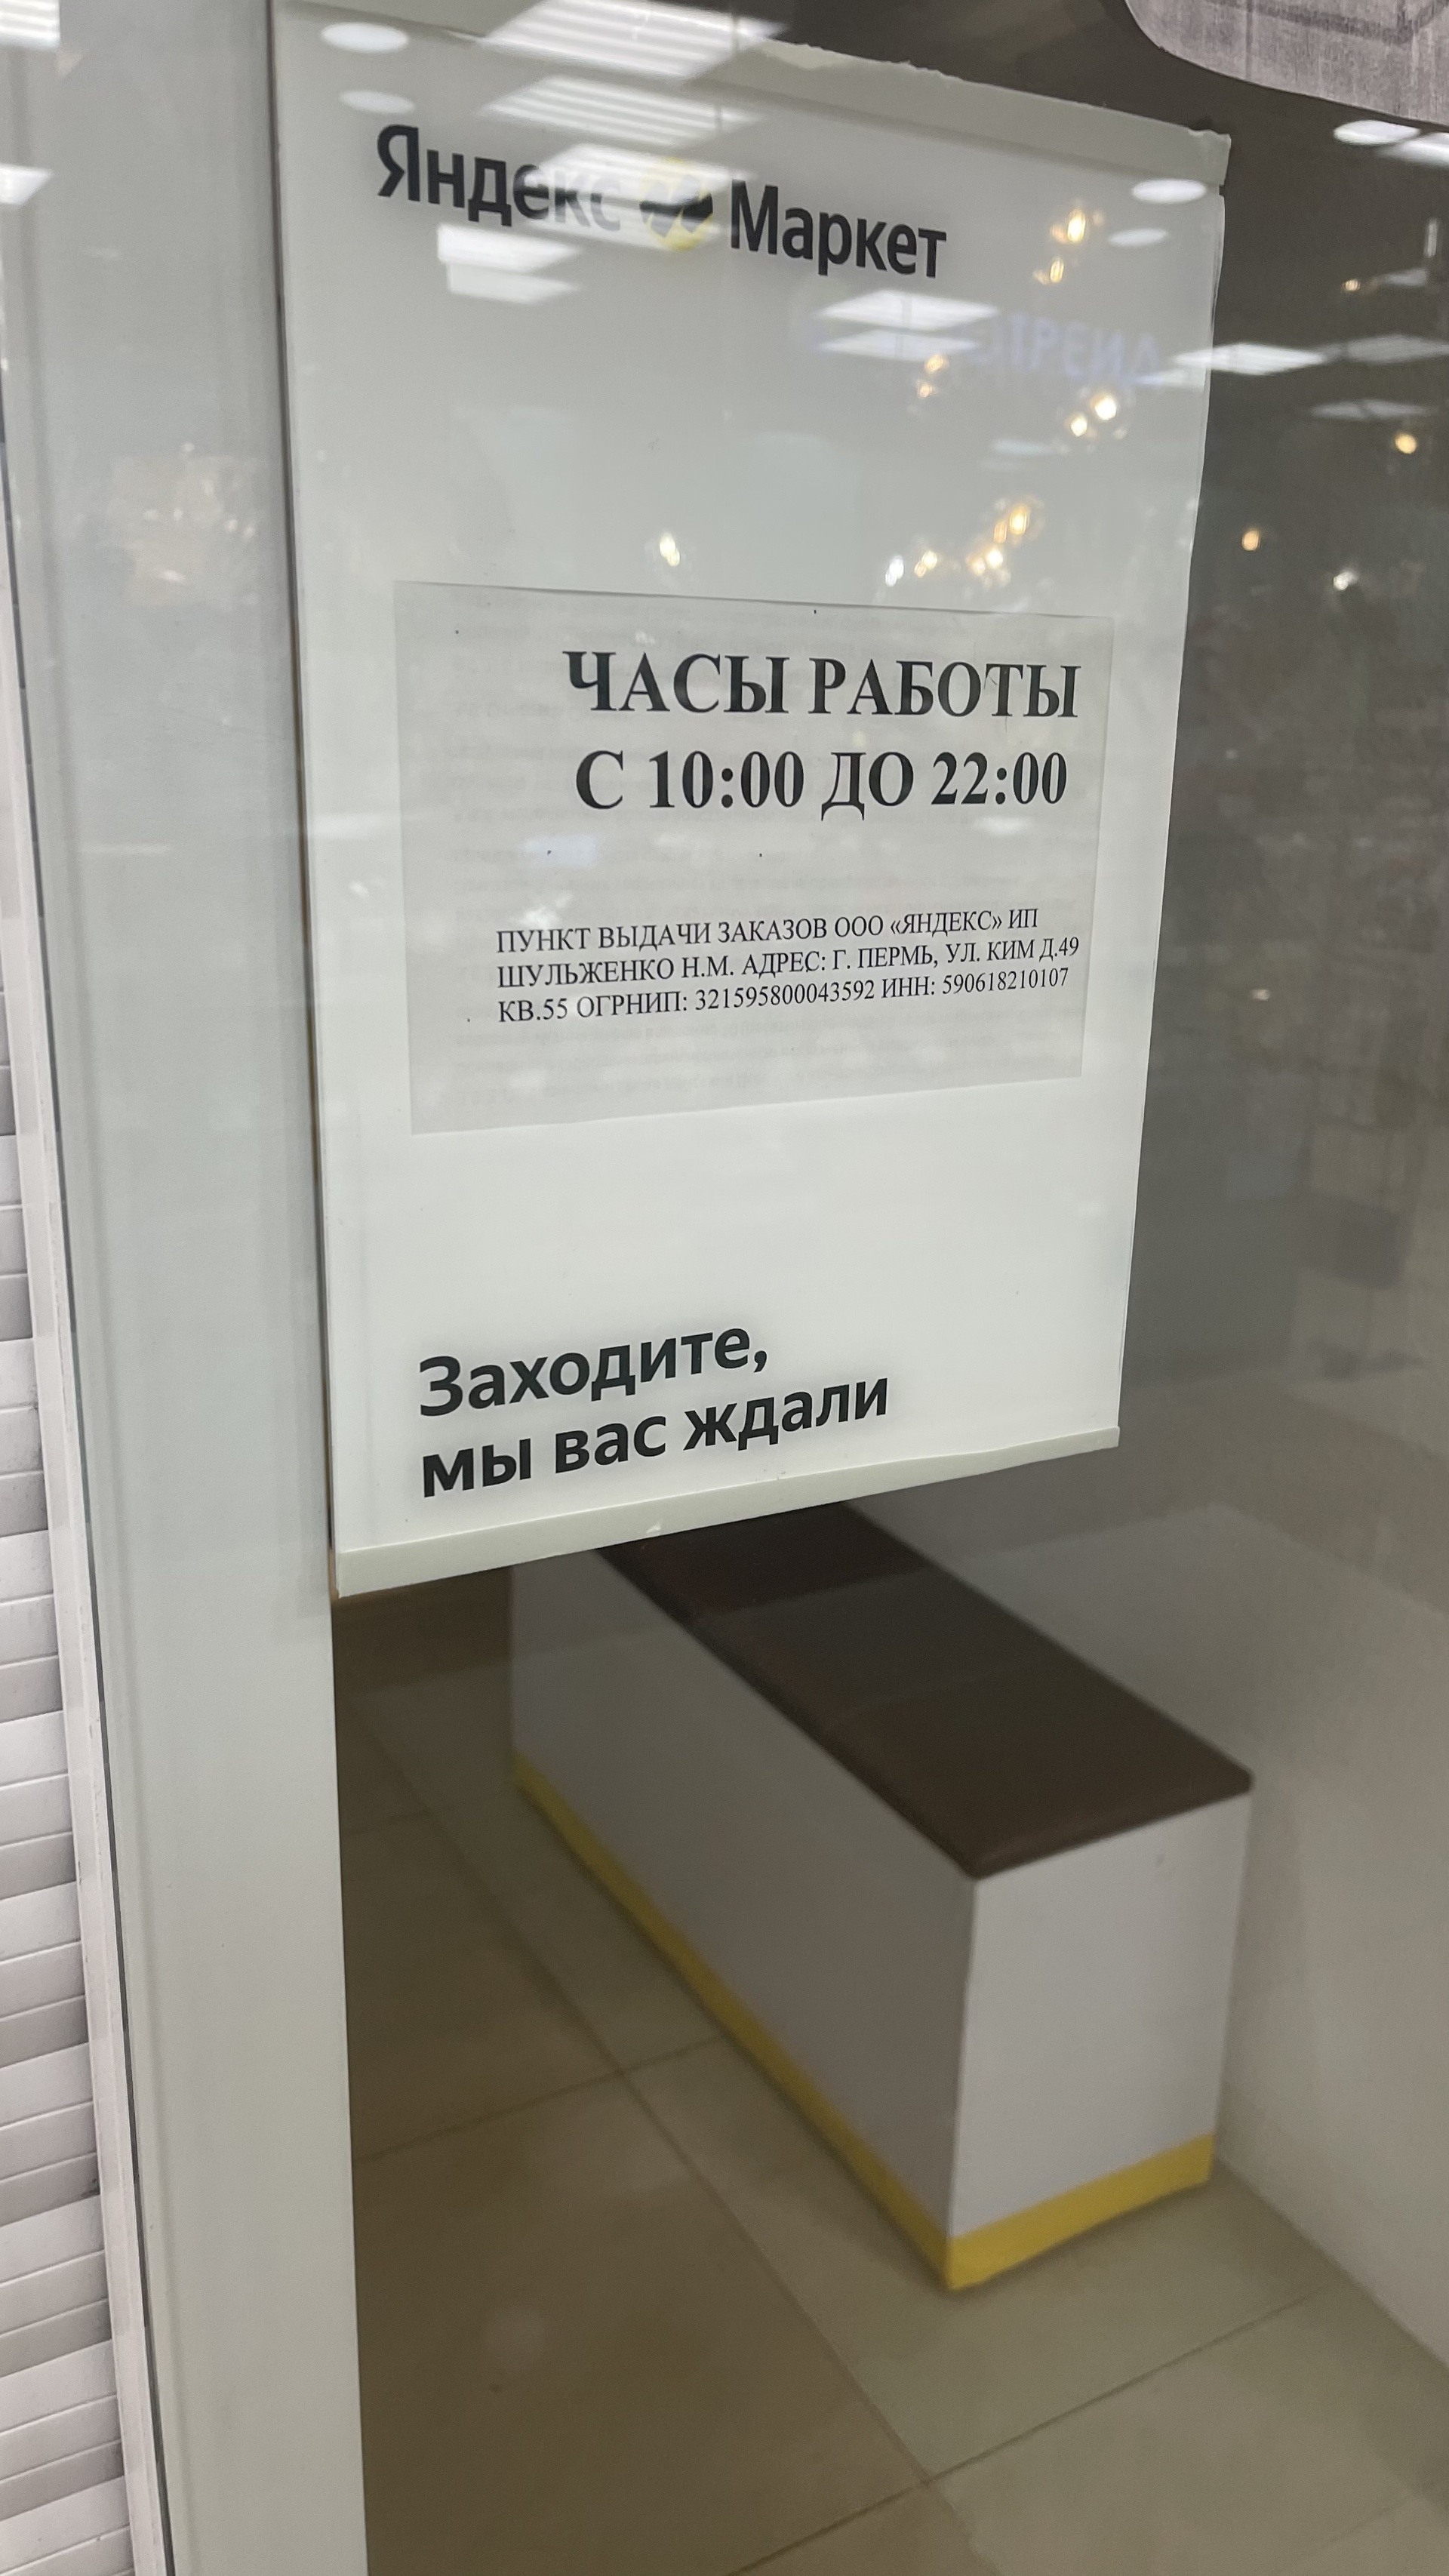 Яндекс Маркет
ЧАСЫ РАБОТЫ
С 10:00 ДО 22:00
ПУНКТ ВЫДАЧИ ЗАКАЗОВ ООО «ЯНДЕКС» ИП
ШУЛЬЖЕНКО Н.М. АДРЕС: Г. ПЕРМЬ, УЛ. КИМ Д.49
КВ.55 ОГРНИП: 321595800043592 ИНН: 590618210107
Заходите,
мы вас ждали